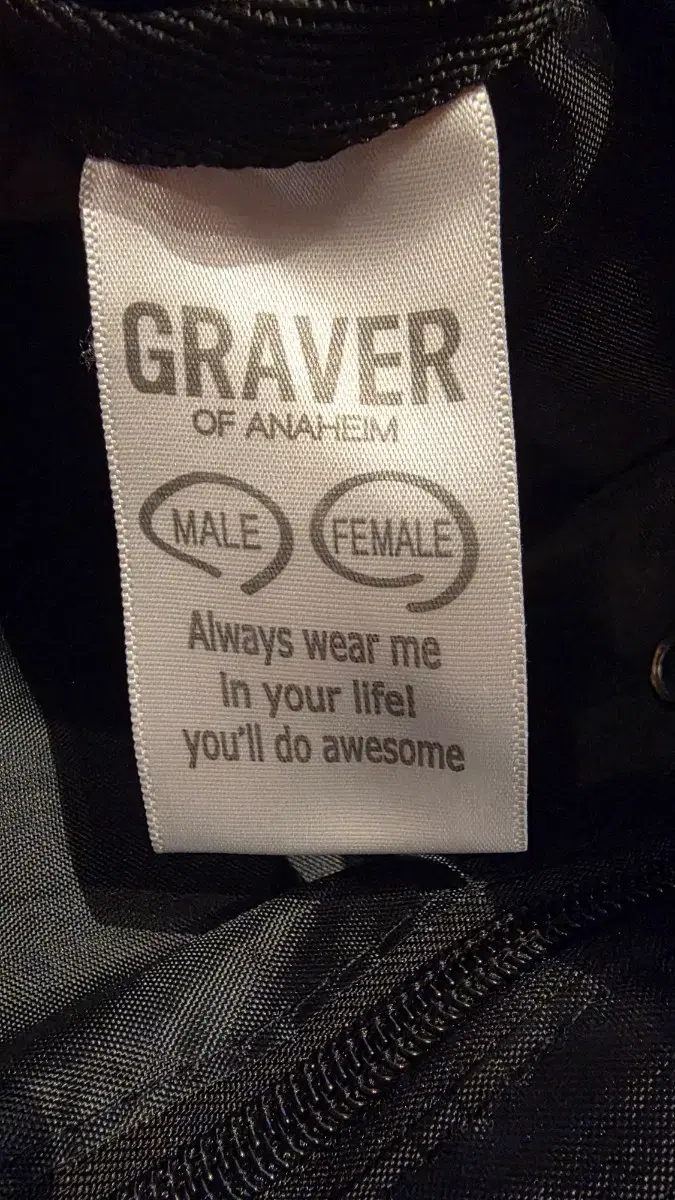 GRAVER
OF ANAHEIM
MALE FEMALE
Always wear me
In your life!
you'll do awesome